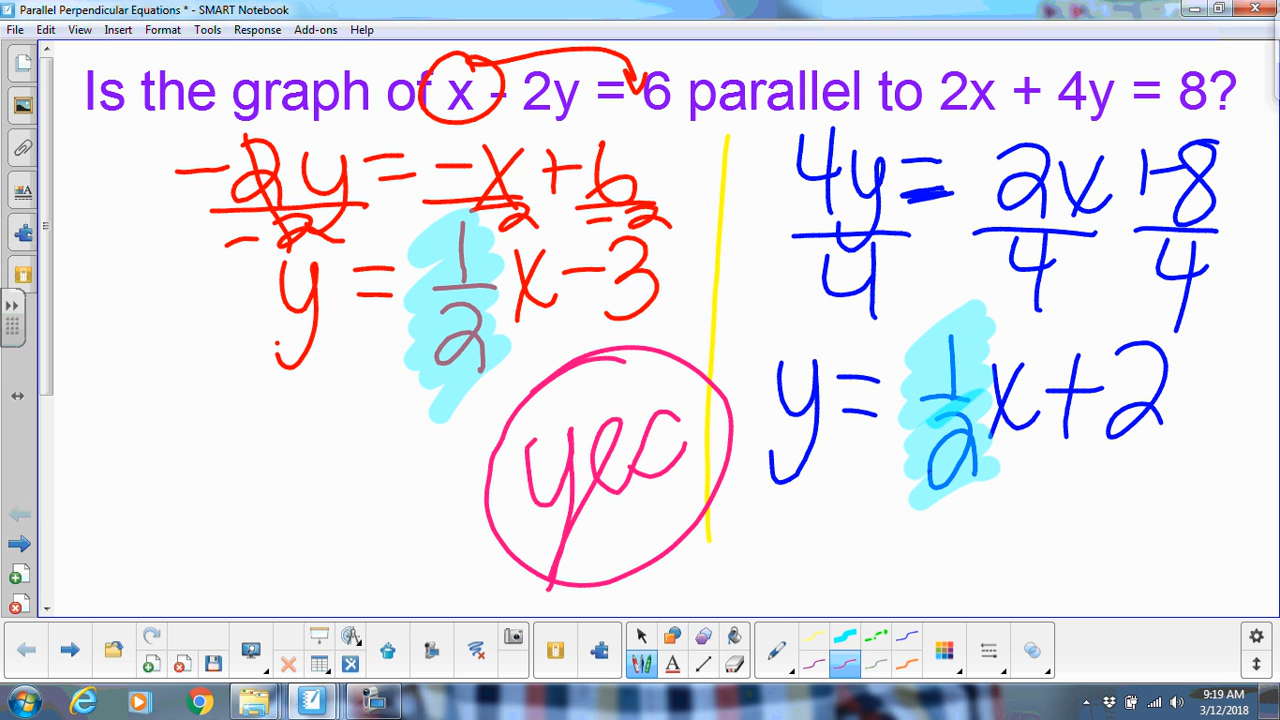 Parallel Perpendicular Equations * - SMART Notebook
File Edit View Insert Format Tools Response Add-ons Help
Is the graph of x - 2y = 6 parallel to 2x + 4y = 8?
-2y = -x + 6
-2 -2 -2
y = 1/2 x - 3
yes
4y = 2x + 8
4 4 4
y = 1/2 x + 2
9:19 AM
3/12/2018